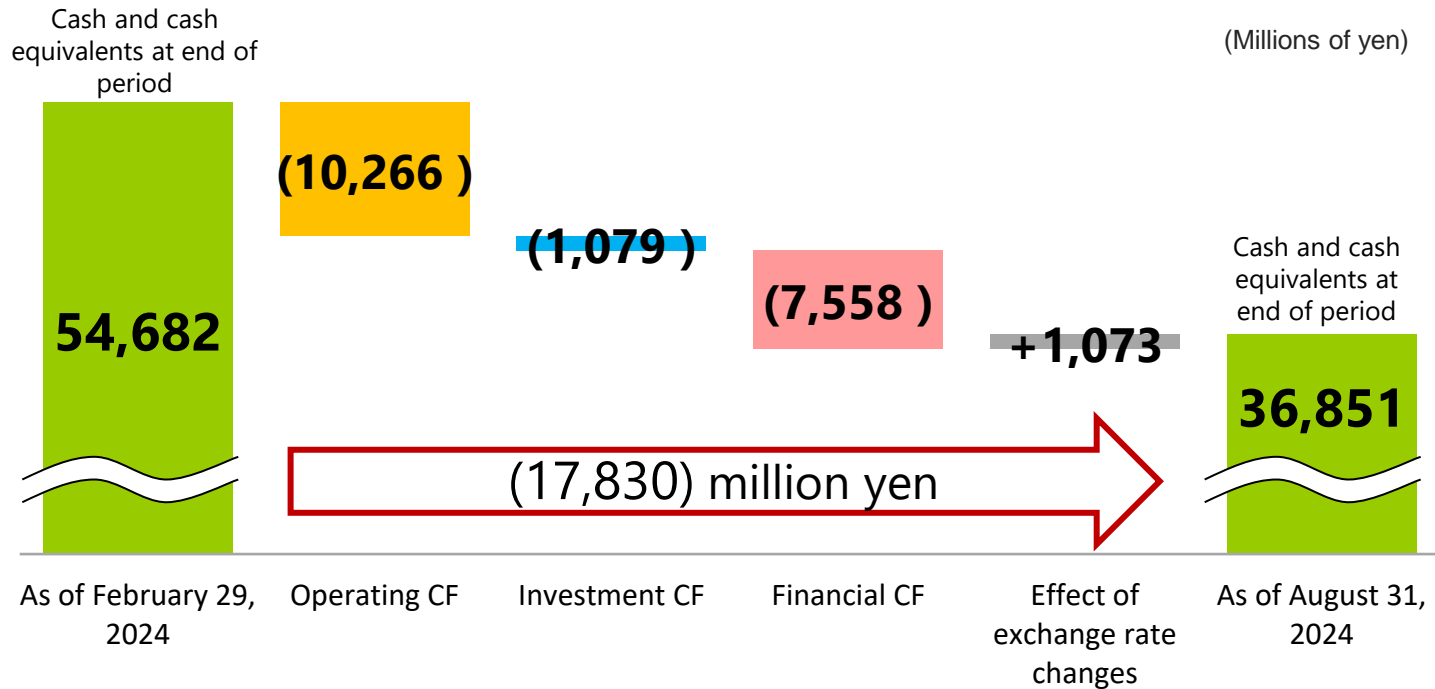 Cash and cash
equivalents at end of
period
(Millions of yen)
(10,266 )
(1,079 )
Cash and cash
equivalents at
end of period
(7,558 )
54,682
+1,073
36,851
(17,830) million yen
As of February 29,
2024
Operating CF
Investment CF
Financial CF
Effect of
exchange rate
changes
As of August 31,
2024